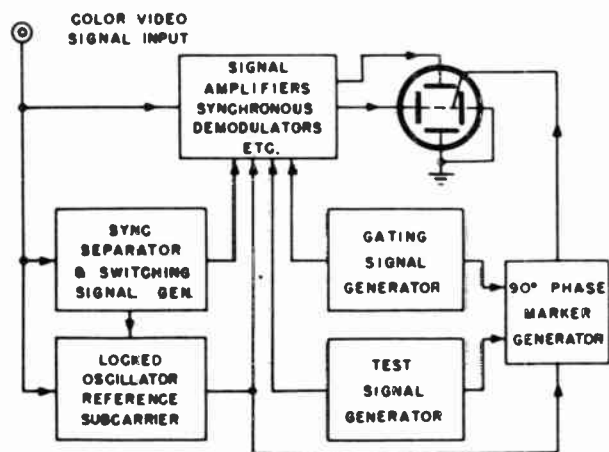 COLOR VIDEO
SIGNAL INPUT
SIGNAL
AMPLIFIERS
SYNCHRONOUS
DEMODULATORS
ETC.
SYNC
SEPARATOR
& SWITCHING
SIGNAL GEN.
GATING
SIGNAL
GENERATOR
90° PHASE
MARKER
GENERATOR
LOCKED
OSCILLATOR
REFERENCE
SUBCARRIER
TEST
SIGNAL
GENERATOR